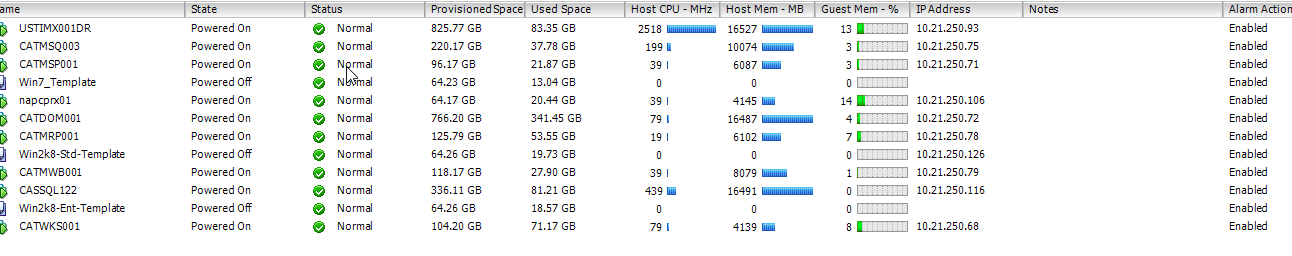 ame State Status Provisioned Space Used Space Host CPU - MHz Host Mem - MB Guest Mem - % IP Address Notes Alarm Action
USTIMX001DR Powered On Normal 825.77 GB 83.35 GB 2518 16527 13 10.21.250.93 Enabled
CATMSQ003 Powered On Normal 220.17 GB 37.78 GB 199 10074 3 10.21.250.75 Enabled
CATMSP001 Powered On Normal 96.17 GB 21.87 GB 39 6087 3 10.21.250.71 Enabled
Win7_Template Powered Off Normal 64.23 GB 13.04 GB 0 0 0 Enabled
napcprx01 Powered On Normal 64.17 GB 20.44 GB 39 4145 14 10.21.250.106 Enabled
CATDOM001 Powered On Normal 766.20 GB 341.45 GB 79 16487 4 10.21.250.72 Enabled
CATMRP001 Powered On Normal 125.79 GB 53.55 GB 19 6102 7 10.21.250.78 Enabled
Win2k8-Std-Template Powered Off Normal 64.26 GB 19.73 GB 0 0 0 10.21.250.126 Enabled
CATMWB001 Powered On Normal 118.17 GB 27.90 GB 39 8079 1 10.21.250.79 Enabled
CASSQL122 Powered On Normal 336.11 GB 81.21 GB 439 16491 0 10.21.250.116 Enabled
Win2k8-Ent-Template Powered Off Normal 64.26 GB 18.57 GB 0 0 0 Enabled
CATWKS001 Powered On Normal 104.20 GB 71.17 GB 79 4139 8 10.21.250.68 Enabled